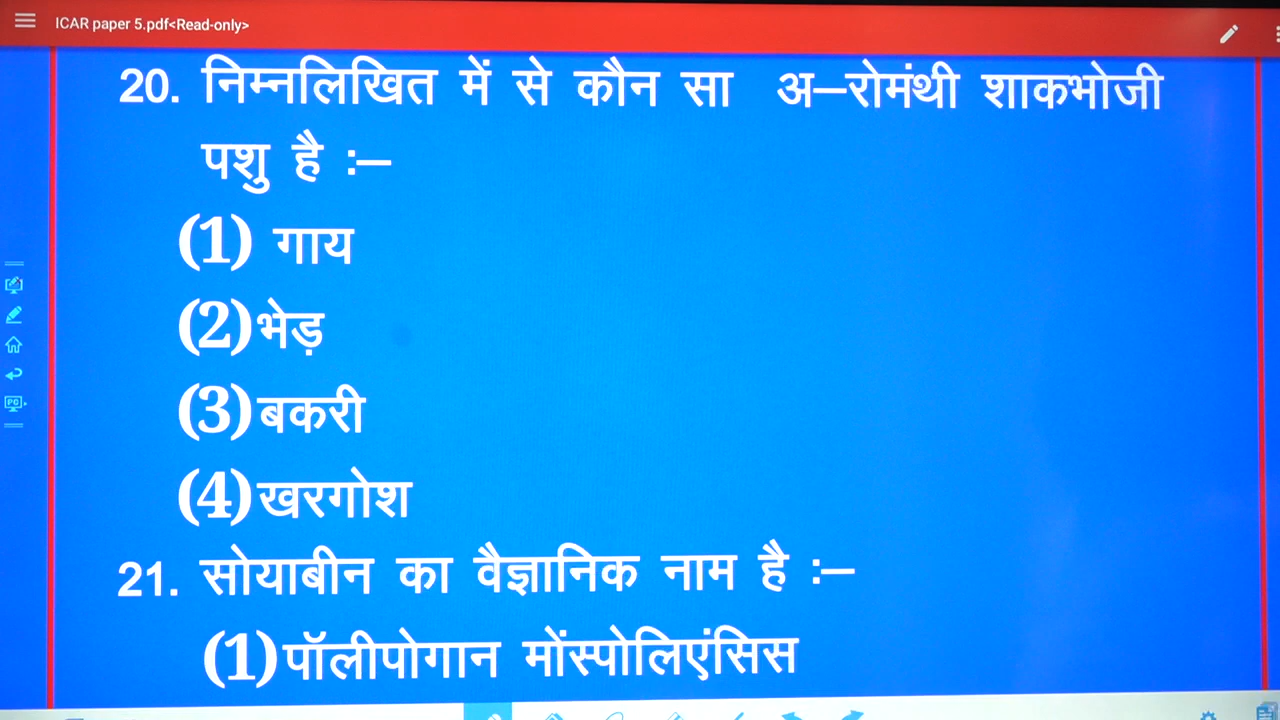 ICAR paper 5.pdf<Read-only>
20. निम्नलिखित में से कौन सा अ–रोमंथी शाकभोजी
पशु है :–
(1) गाय
(2) भेड़
(3) बकरी
(4) खरगोश
21. सोयाबीन का वैज्ञानिक नाम है :–
(1) पॉलीपोगान मोंस्पोलिएंसिस